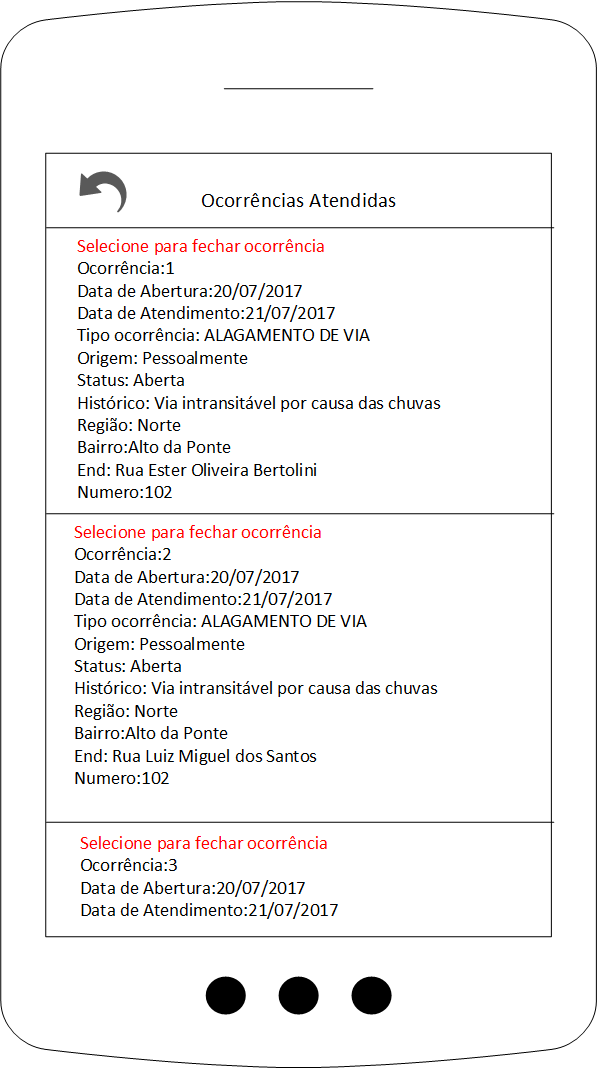 Ocorrências Atendidas
Selecione para fechar ocorrência
Ocorrência:1
Data de Abertura:20/07/2017
Data de Atendimento:21/07/2017
Tipo ocorrência: ALAGAMENTO DE VIA
Origem: Pessoalmente
Status: Aberta
Histórico: Via intransitável por causa das chuvas
Região: Norte
Bairro:Alto da Ponte
End: Rua Ester Oliveira Bertolini
Numero:102
Selecione para fechar ocorrência
Ocorrência:2
Data de Abertura:20/07/2017
Data de Atendimento:21/07/2017
Tipo ocorrência: ALAGAMENTO DE VIA
Origem: Pessoalmente
Status: Aberta
Histórico: Via intransitável por causa das chuvas
Região: Norte
Bairro:Alto da Ponte
End: Rua Luiz Miguel dos Santos
Numero:102
Selecione para fechar ocorrência
Ocorrência:3
Data de Abertura:20/07/2017
Data de Atendimento:21/07/2017